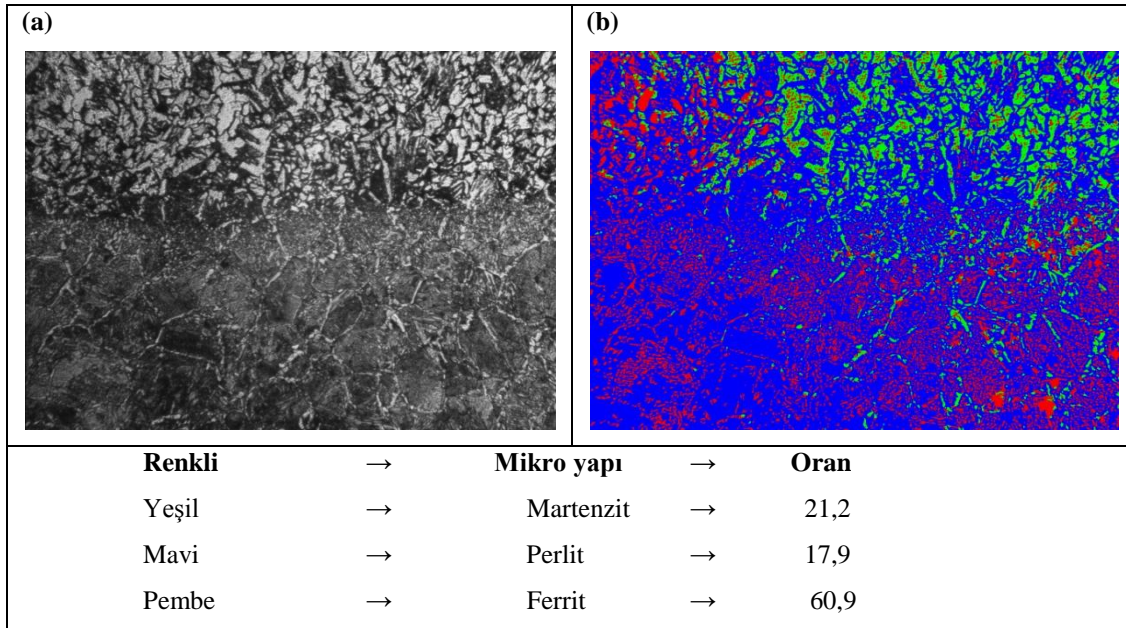 (a) (b)
Renkli → Mikro yapı → Oran
Yeşil → Martenzit → 21,2
Mavi → Perlit → 17,9
Pembe → Ferrit → 60,9